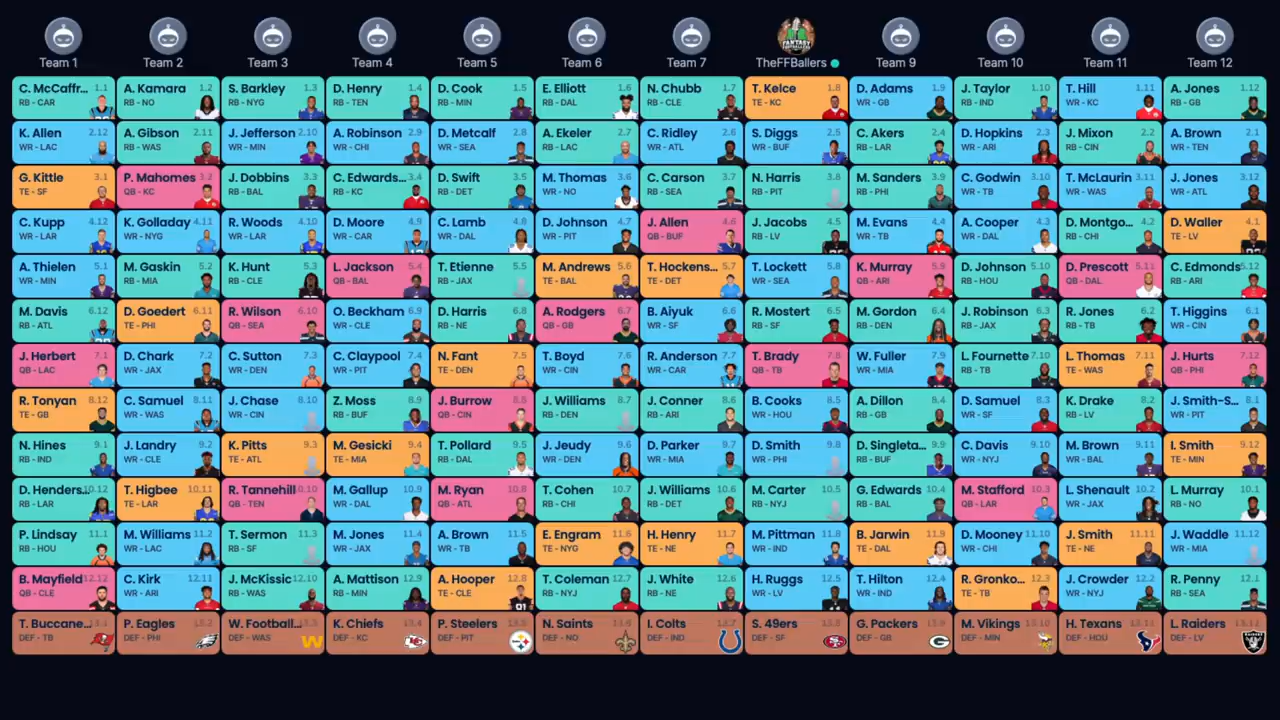 Team 1 Team 2 Team 3 Team 4 Team 5 Team 6 Team 7 TheFFBallers Team 9 Team 10 Team 11 Team 12
C. McCaffr... 1.1 A. Kamara 1.2 S. Barkley 1.3 D. Henry 1.4 D. Cook 1.5 E. Elliott 1.6 N. Chubb 1.7 T. Kelce 1.8 D. Adams 1.9 J. Taylor 1.10 T. Hill 1.11 A. Jones 1.12
RB - CAR RB - NO RB - NYG RB - TEN RB - MIN RB - DAL RB - CLE TE - KC WR - GB RB - IND WR - KC RB - GB
K. Allen 2.12 A. Gibson 2.11 J. Jefferson 2.10 A. Robinson 2.9 D. Metcalf 2.8 A. Ekeler 2.7 C. Ridley 2.6 S. Diggs 2.5 C. Akers 2.4 D. Hopkins 2.3 J. Mixon 2.2 A. Brown 2.1
WR - LAC RB - WAS WR - MIN WR - CHI WR - SEA RB - LAC WR - ATL WR - BUF RB - LAR WR - ARI RB - CIN WR - TEN
G. Kittle 3.1 P. Mahomes 3.2 J. Dobbins 3.3 C. Edwards... 3.4 D. Swift 3.5 M. Thomas 3.6 C. Carson 3.7 N. Harris 3.8 M. Sanders 3.9 C. Godwin 3.10 T. McLaurin 3.11 J. Jones 3.12
TE - SF QB - KC RB - BAL RB - KC RB - DET WR - NO RB - SEA RB - PIT RB - PHI WR - TB WR - WAS WR - ATL
C. Kupp 4.12 K. Golladay 4.11 R. Woods 4.10 D. Moore 4.9 C. Lamb 4.8 D. Johnson 4.7 J. Allen 4.6 J. Jacobs 4.5 M. Evans 4.4 A. Cooper 4.3 D. Montgo... 4.2 D. Waller 4.1
WR - LAR WR - NYG WR - LAR WR - CAR WR - DAL WR - PIT QB - BUF RB - LV WR - TB WR - DAL RB - CHI TE - LV
A. Thielen 5.1 M. Gaskin 5.2 K. Hunt 5.3 L. Jackson 5.4 T. Etienne 5.5 M. Andrews 5.6 T. Hockens... 5.7 T. Lockett 5.8 K. Murray 5.9 D. Johnson 5.10 D. Prescott 5.11 C. Edmonds 5.12
WR - MIN RB - MIA RB - CLE QB - BAL RB - JAX TE - BAL TE - DET WR - SEA QB - ARI RB - HOU QB - DAL RB - ARI
M. Davis 6.12 D. Goedert 6.11 R. Wilson 6.10 O. Beckham 6.9 D. Harris 6.8 A. Rodgers 6.7 B. Aiyuk 6.6 R. Mostert 6.5 M. Gordon 6.4 J. Robinson 6.3 R. Jones 6.2 T. Higgins 6.1
RB - ATL TE - PHI QB - SEA WR - CLE RB - NE QB - GB WR - SF RB - SF RB - DEN RB - JAX RB - TB WR - CIN
J. Herbert 7.1 D. Chark 7.2 C. Sutton 7.3 C. Claypool 7.4 N. Fant 7.5 T. Boyd 7.6 R. Anderson 7.7 T. Brady 7.8 W. Fuller 7.9 L. Fournette 7.10 L. Thomas 7.11 J. Hurts 7.12
QB - LAC WR - JAX WR - DEN WR - PIT TE - DEN WR - CIN WR - CAR QB - TB WR - MIA RB - TB TE - WAS QB - PHI
R. Tonyan 8.12 C. Samuel 8.11 J. Chase 8.10 Z. Moss 8.9 J. Burrow 8.8 J. Williams 8.7 J. Conner 8.6 B. Cooks 8.5 A. Dillon 8.4 D. Samuel 8.3 K. Drake 8.2 J. Smith-S... 8.1
TE - GB WR - WAS WR - CIN RB - BUF QB - CIN RB - DEN RB - ARI WR - HOU RB - GB WR - SF RB - LV WR - PIT
N. Hines 9.1 J. Landry 9.2 K. Pitts 9.3 M. Gesicki 9.4 T. Pollard 9.5 J. Jeudy 9.6 D. Parker 9.7 D. Smith 9.8 D. Singleta... 9.9 C. Davis 9.10 M. Brown 9.11 I. Smith 9.12
RB - IND WR - CLE TE - ATL TE - MIA RB - DAL WR - DEN WR - MIA WR - PHI RB - BUF WR - NYJ WR - BAL TE - MIN
D. Henders... 10.12 T. Higbee 10.11 R. Tannehill 10.10 M. Gallup 10.9 M. Ryan 10.8 T. Cohen 10.7 J. Williams 10.6 M. Carter 10.5 G. Edwards 10.4 M. Stafford 10.3 L. Shenault 10.2 L. Murray 10.1
RB - LAR TE - LAR QB - TEN WR - DAL QB - ATL RB - CHI RB - DET RB - NYJ RB - BAL QB - LAR WR - JAX RB - NO
P. Lindsay 11.1 M. Williams 11.2 T. Sermon 11.3 M. Jones 11.4 A. Brown 11.5 E. Engram 11.6 H. Henry 11.7 M. Pittman 11.8 B. Jarwin 11.9 D. Mooney 11.10 J. Smith 11.11 J. Waddle 11.12
RB - HOU WR - LAC RB - SF WR - JAX WR - TB TE - NYG TE - NE WR - IND TE - DAL WR - CHI TE - NE WR - MIA
B. Mayfield 12.12 C. Kirk 12.11 J. McKissic 12.10 A. Mattison 12.9 A. Hooper 12.8 T. Coleman 12.7 J. White 12.6 H. Ruggs 12.5 T. Hilton 12.4 R. Gronko... 12.3 J. Crowder 12.2 R. Penny 12.1
QB - CLE WR - ARI RB - WAS RB - MIN TE - CLE RB - NYJ RB - NE WR - LV WR - IND TE - TB WR - NYJ RB - SEA
T. Buccane... P. Eagles W. Football... K. Chiefs P. Steelers N. Saints I. Colts S. 49ers G. Packers M. Vikings H. Texans L. Raiders
DEF - TB DEF - PHI DEF - WAS DEF - KC DEF - PIT DEF - NO DEF - IND DEF - SF DEF - GB DEF - MIN DEF - HOU DEF - LV